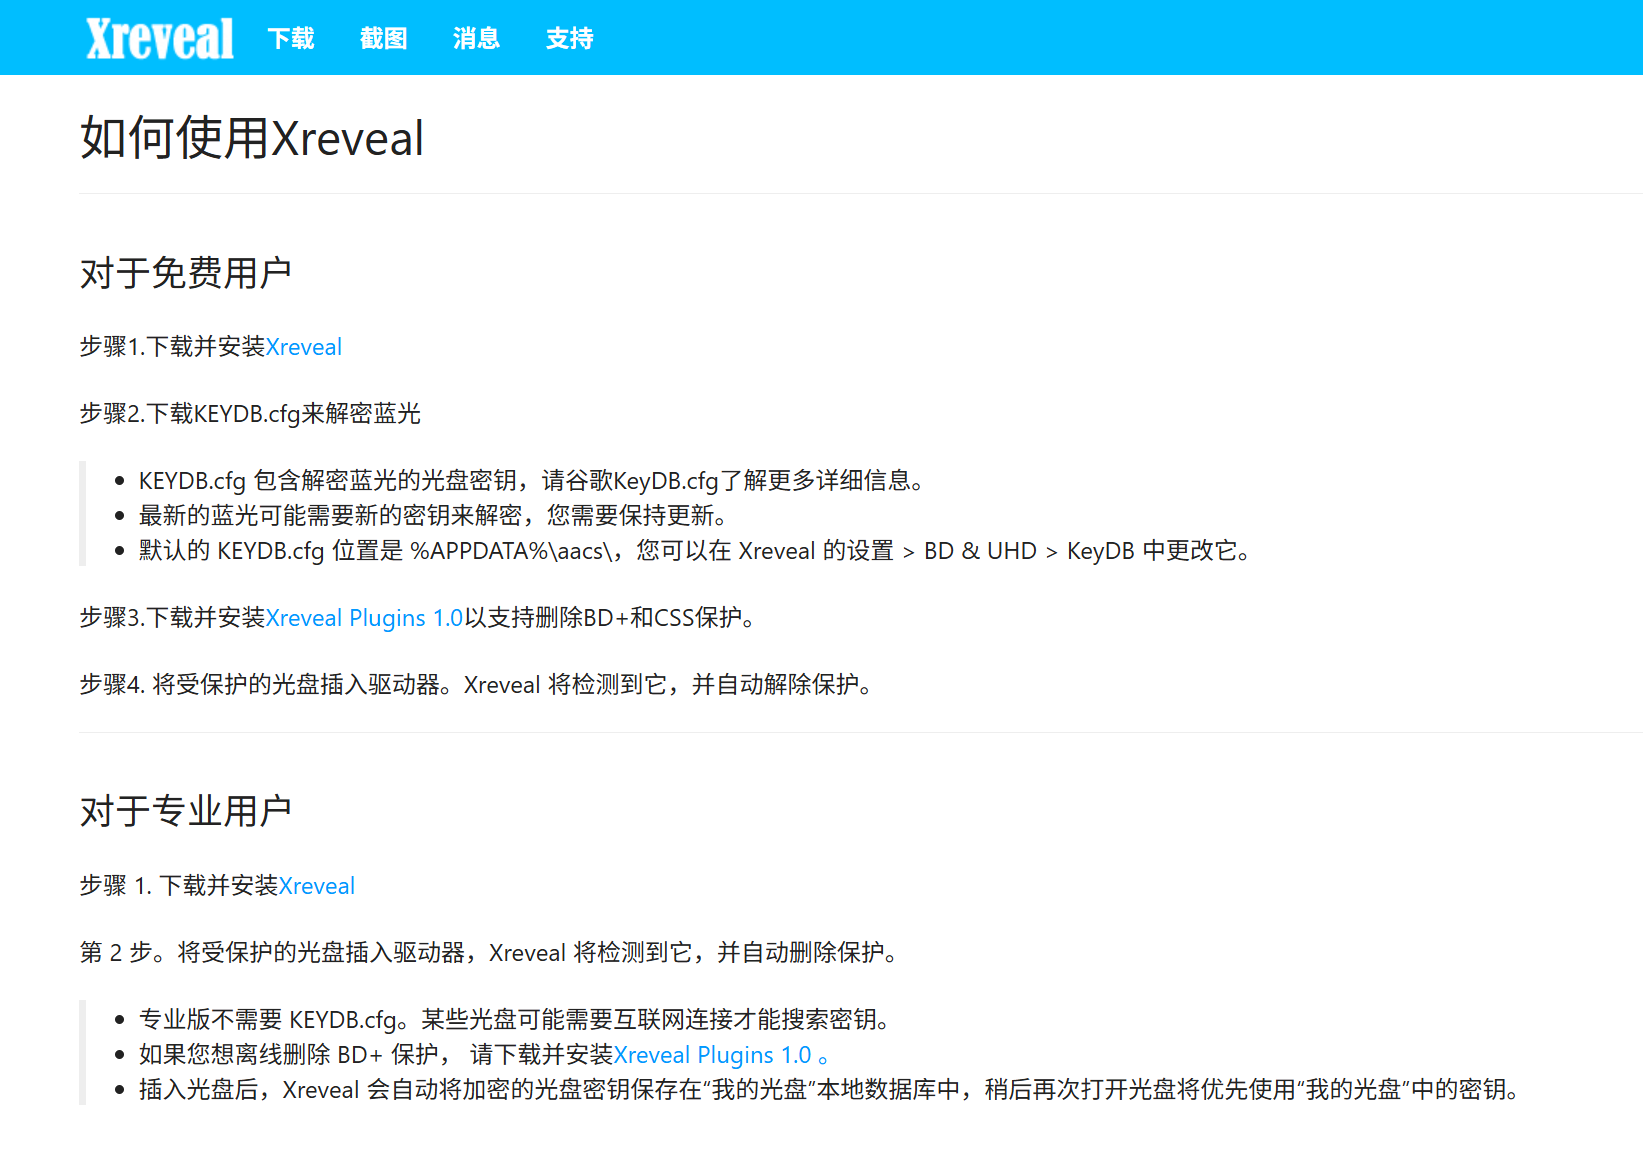 Xreveal 下载 截图 消息 支持
如何使用Xreveal
对于免费用户
步骤1.下载并安装Xreveal
步骤2.下载KEYDB.cfg来解密蓝光
• KEYDB.cfg 包含解密蓝光的光盘密钥，请谷歌KeyDB.cfg了解更多详细信息。
• 最新的蓝光可能需要新的密钥来解密，您需要保持更新。
• 默认的 KEYDB.cfg 位置是 %APPDATA%\aacs\，您可以在 Xreveal 的设置 > BD & UHD > KeyDB 中更改它。
步骤3.下载并安装Xreveal Plugins 1.0以支持删除BD+和CSS保护。
步骤4. 将受保护的光盘插入驱动器。Xreveal 将检测到它，并自动解除保护。
对于专业用户
步骤 1. 下载并安装Xreveal
第 2 步。将受保护的光盘插入驱动器，Xreveal 将检测到它，并自动删除保护。
• 专业版不需要 KEYDB.cfg。某些光盘可能需要互联网连接才能搜索密钥。
• 如果您想离线删除 BD+ 保护， 请下载并安装Xreveal Plugins 1.0 。
• 插入光盘后，Xreveal 会自动将加密的光盘密钥保存在“我的光盘”本地数据库中，稍后再次打开光盘将优先使用“我的光盘”中的密钥。